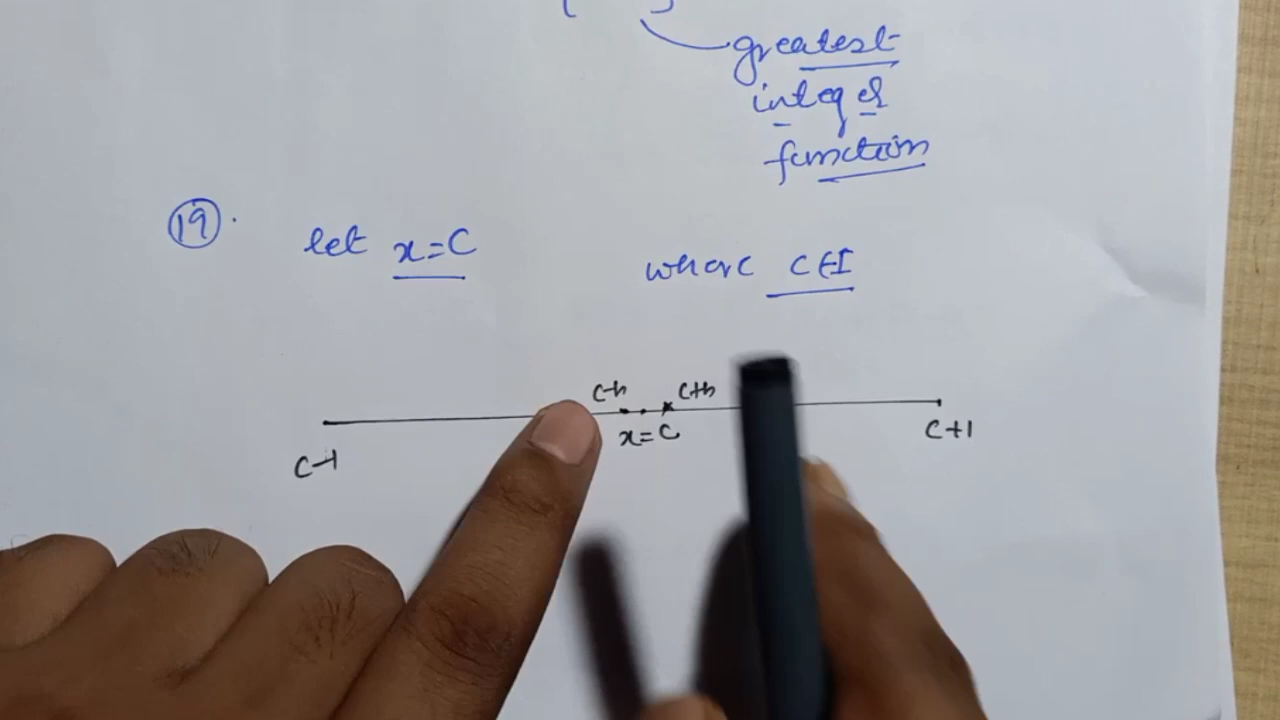 [ ]
greatest
integer
function
19.
let x=C where C∈I
C-h C+h
x=C
C-1 C+1